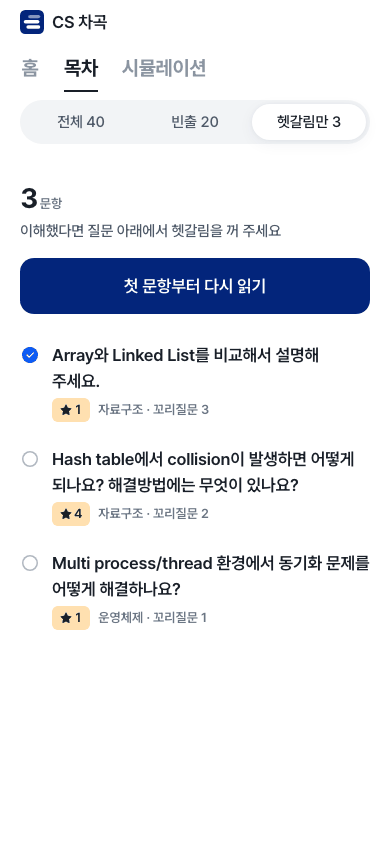 CS 차곡
홈 목차 시뮬레이션
전체 40 빈출 20 헷갈림만 3
3문항
이해했다면 질문 아래에서 헷갈림을 꺼 주세요
첫 문항부터 다시 읽기
Array와 Linked List를 비교해서 설명해
주세요.
★ 1 자료구조 · 꼬리질문 3
Hash table에서 collision이 발생하면 어떻게
되나요? 해결방법에는 무엇이 있나요?
★ 4 자료구조 · 꼬리질문 2
Multi process/thread 환경에서 동기화 문제를
어떻게 해결하나요?
★ 1 운영체제 · 꼬리질문 1